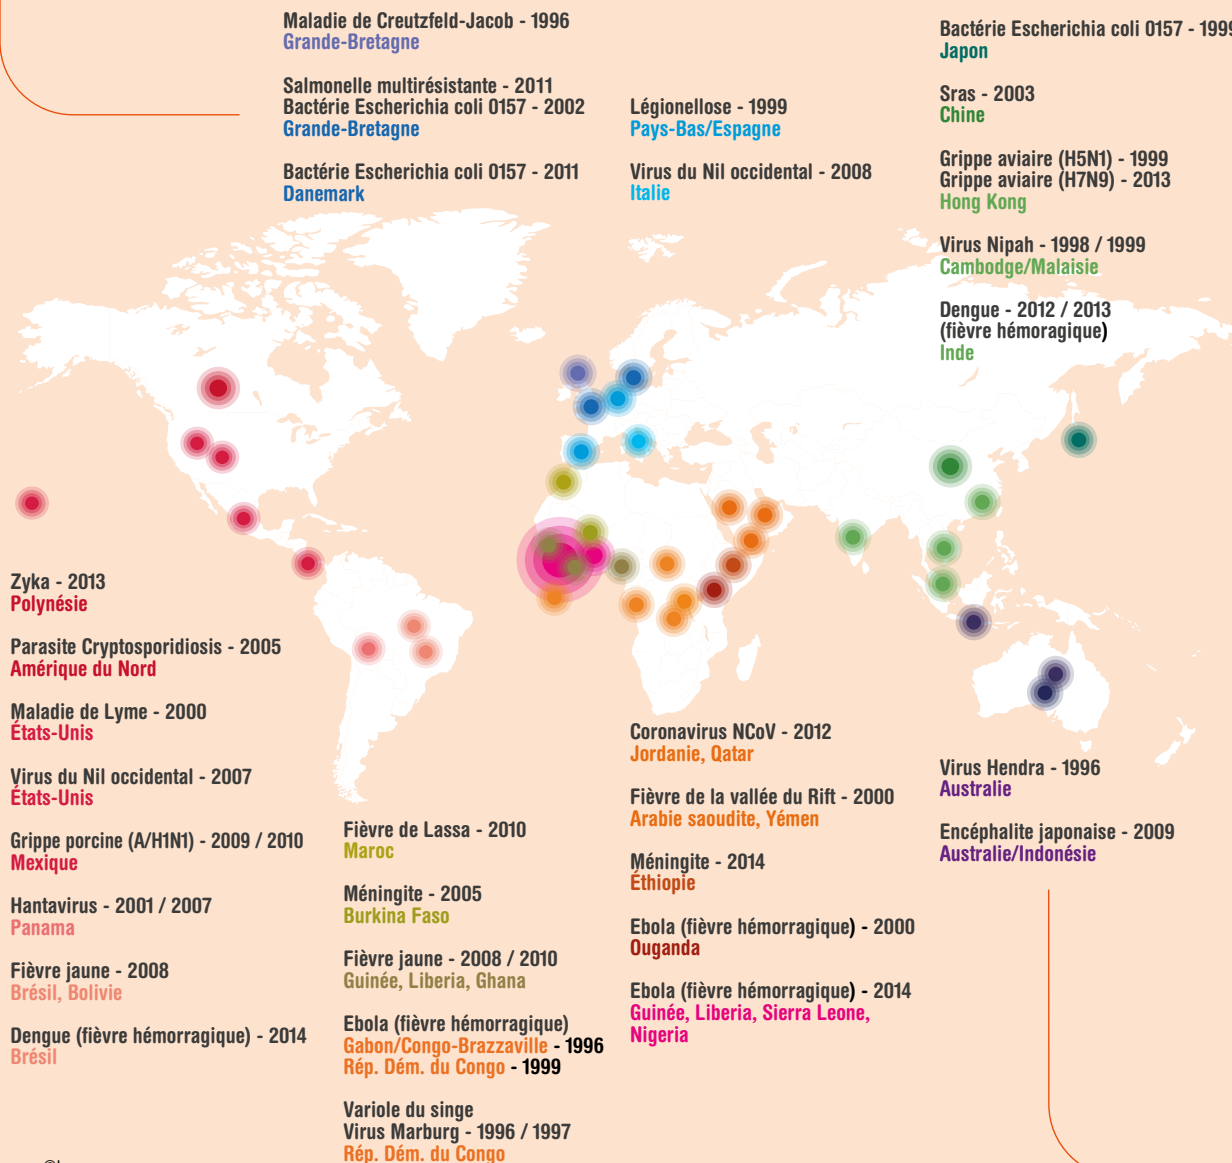 Maladie de Creutzfeld-Jacob - 1996
Grande-Bretagne
Salmonelle multirésistante - 2011
Bactérie Escherichia coli 0157 - 2002
Grande-Bretagne
Bactérie Escherichia coli 0157 - 2011
Danemark
Légionellose - 1999
Pays-Bas/Espagne
Virus du Nil occidental - 2008
Italie
Bactérie Escherichia coli 0157 - 1999
Japon
Sras - 2003
Chine
Grippe aviaire (H5N1) - 1999
Grippe aviaire (H7N9) - 2013
Hong Kong
Virus Nipah - 1998 / 1999
Cambodge/Malaisie
Dengue - 2012 / 2013
(fièvre hémoragique)
Inde
Zyka - 2013
Polynésie
Parasite Cryptosporidiosis - 2005
Amérique du Nord
Maladie de Lyme - 2000
États-Unis
Virus du Nil occidental - 2007
États-Unis
Grippe porcine (A/H1N1) - 2009 / 2010
Mexique
Hantavirus - 2001 / 2007
Panama
Fièvre jaune - 2008
Brésil, Bolivie
Dengue (fièvre hémorragique) - 2014
Brésil
Fièvre de Lassa - 2010
Maroc
Méningite - 2005
Burkina Faso
Fièvre jaune - 2008 / 2010
Guinée, Liberia, Ghana
Ebola (fièvre hémorragique)
Gabon/Congo-Brazzaville - 1996
Rép. Dém. du Congo - 1999
Variole du singe
Virus Marburg - 1996 / 1997
Rép. Dém. du Congo
Coronavirus NCoV - 2012
Jordanie, Qatar
Fièvre de la vallée du Rift - 2000
Arabie saoudite, Yémen
Méningite - 2014
Éthiopie
Ebola (fièvre hémorragique) - 2000
Ouganda
Ebola (fièvre hémorragique) - 2014
Guinée, Liberia, Sierra Leone,
Nigeria
Virus Hendra - 1996
Australie
Encéphalite japonaise - 2009
Australie/Indonésie